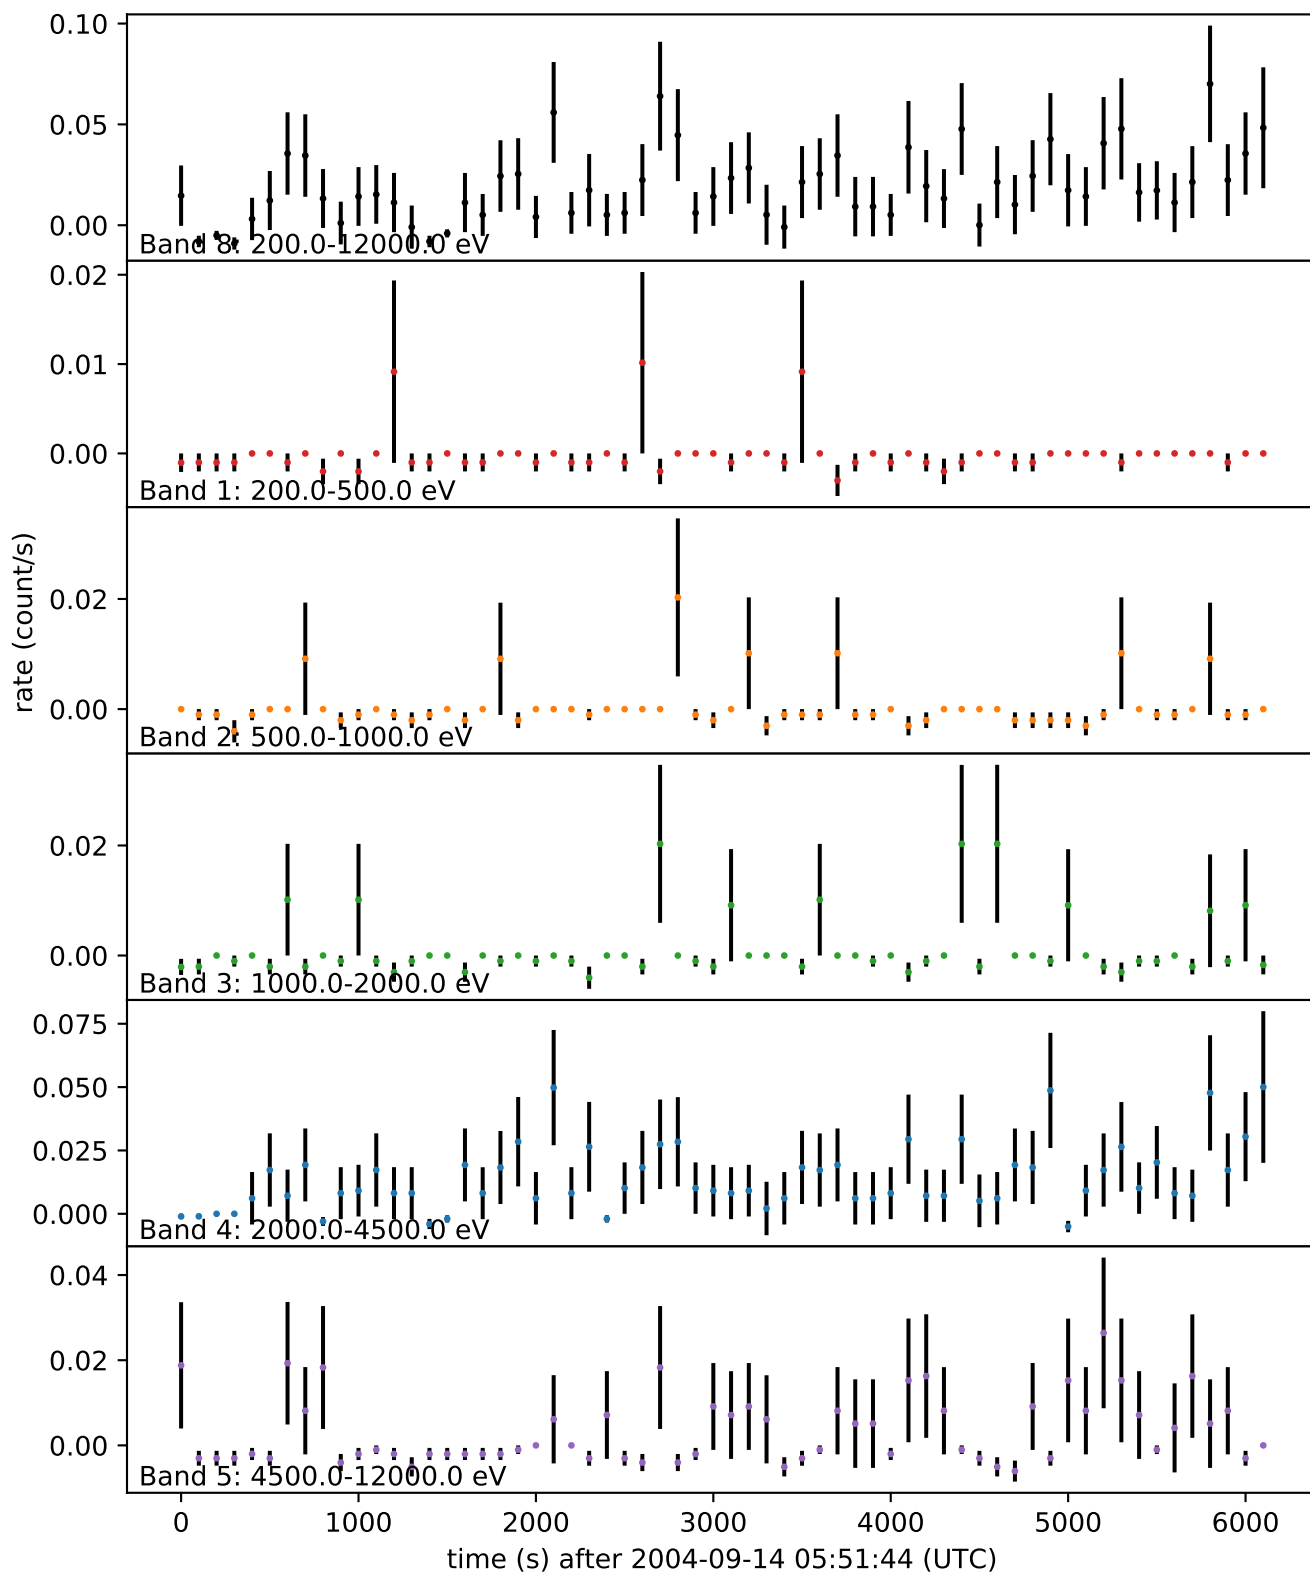 0.10
0.05
0.00
Band 8: 200.0-12000.0 eV
0.02
0.01
0.00
Band 1: 200.0-500.0 eV
rate (count/s)
0.02
0.00
Band 2: 500.0-1000.0 eV
0.02
0.00
Band 3: 1000.0-2000.0 eV
0.075
0.050
0.025
0.000
Band 4: 2000.0-4500.0 eV
0.04
0.02
0.00
Band 5: 4500.0-12000.0 eV
0 1000 2000 3000 4000 5000 6000
time (s) after 2004-09-14 05:51:44 (UTC)